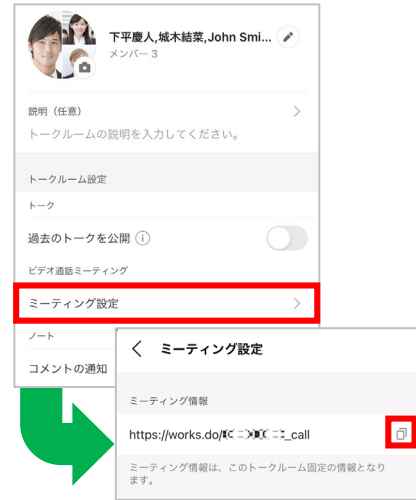 下平慶人,城木結菜,John Smi...
メンバー 3
説明（任意）
トークルームの説明を入力してください。
トークルーム設定
トーク
過去のトークを公開
ビデオ通話ミーティング
ミーティング設定
ノート
コメントの通知
ミーティング設定
ミーティング情報
https://works.do/ _call
ミーティング情報は、このトークルーム固定の情報となり
ます。